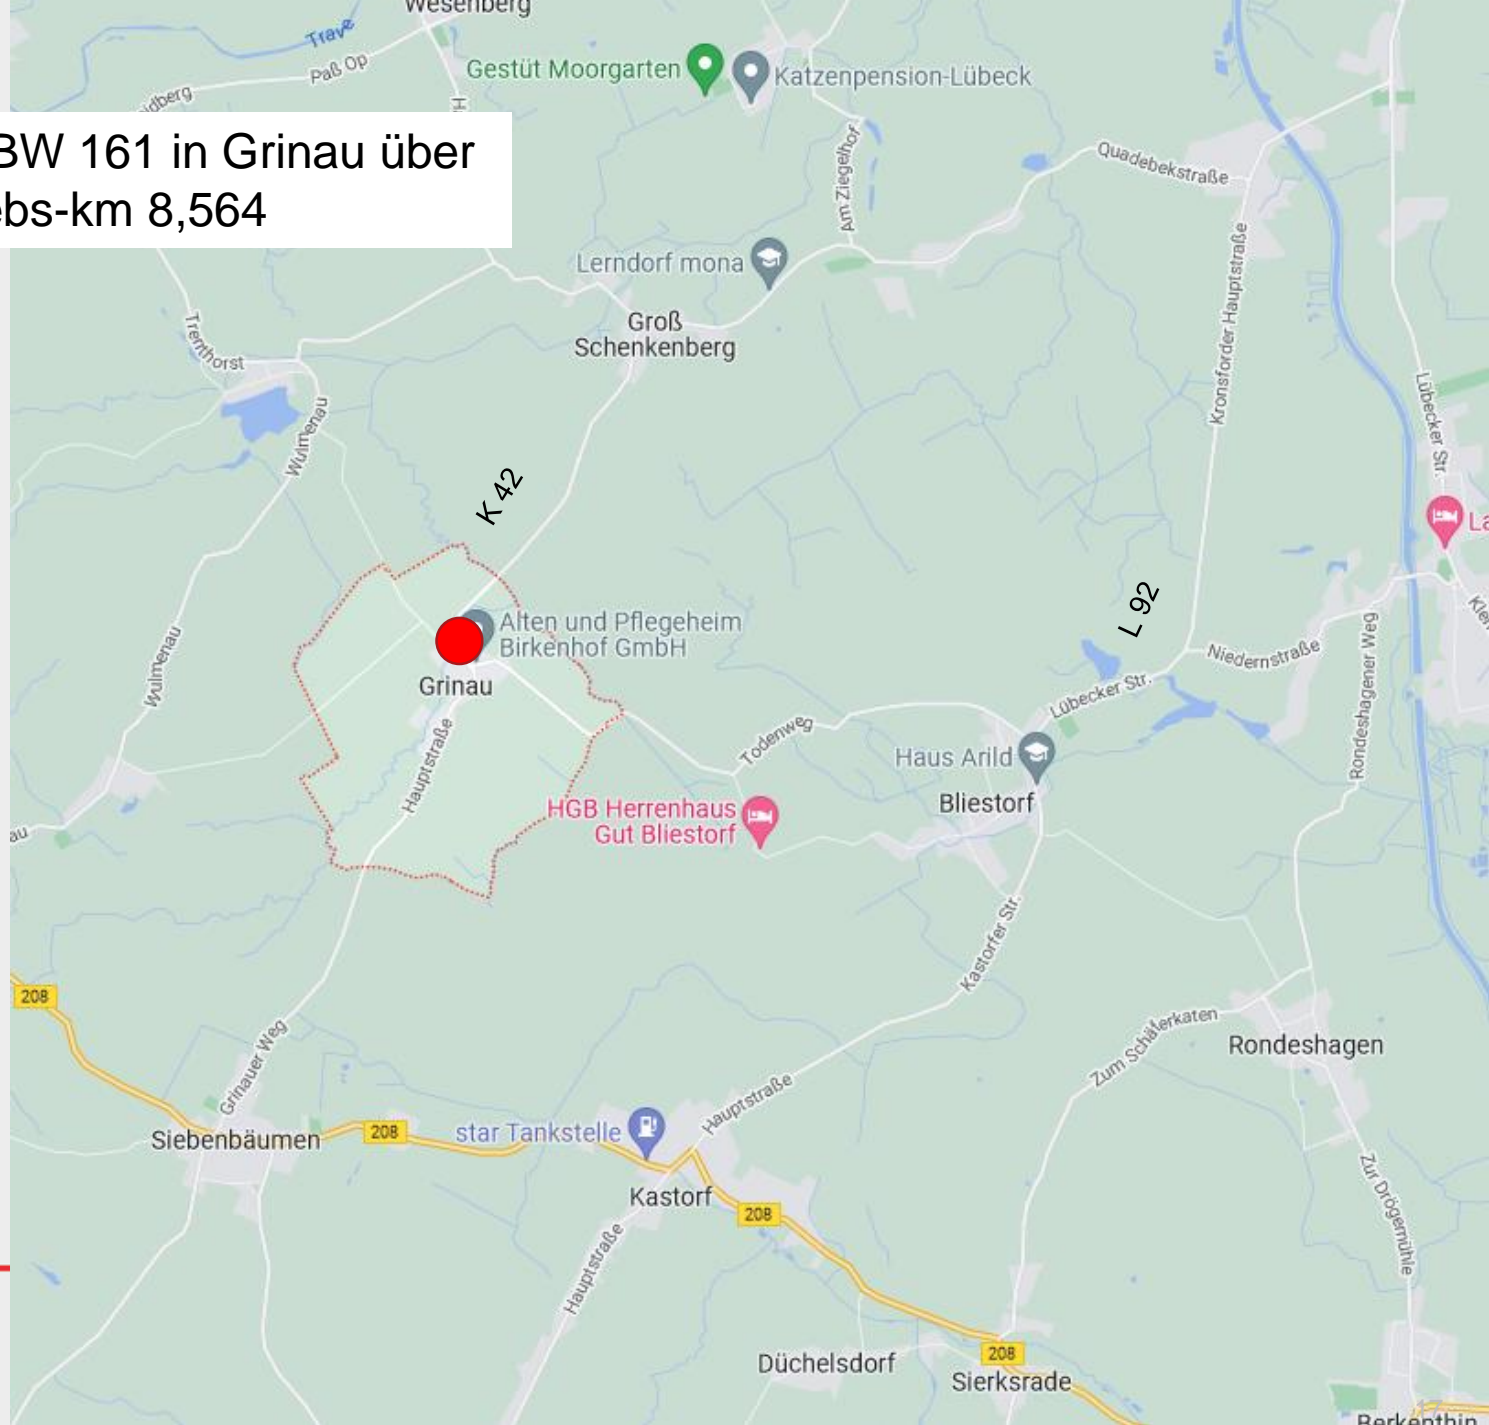 Wesenberg
Trave
Paß Op
Gestüt Moorgarten
Katzenpension-Lübeck
BW 161 in Grinau über
ebs-km 8,564
Am Ziegelhof
Quadebekstraße
Lerndorf mona
Groß
Schenkenberg
Trenthorst
Kronsforder Hauptstraße
Lübecker Str.
Wulmenau
K 42
L 92
Alten und Pflegeheim
Birkenhof GmbH
Grinau
Wulmenau
Niedernstraße
Rondeshagener Weg
Lübecker Str.
Todenweg
Hauptstraße
Haus Arild
Bliestorf
HGB Herrenhaus
Gut Bliestorf
Kastorfer Str.
208
Grinauer Weg
Zum Schäferkaten
Rondeshagen
Siebenbäumen
208
star Tankstelle
Hauptstraße
Kastorf
208
Hauptstraße
Zur Drögemühle
Düchelsdorf
208
Sierksrade
Berkenthin